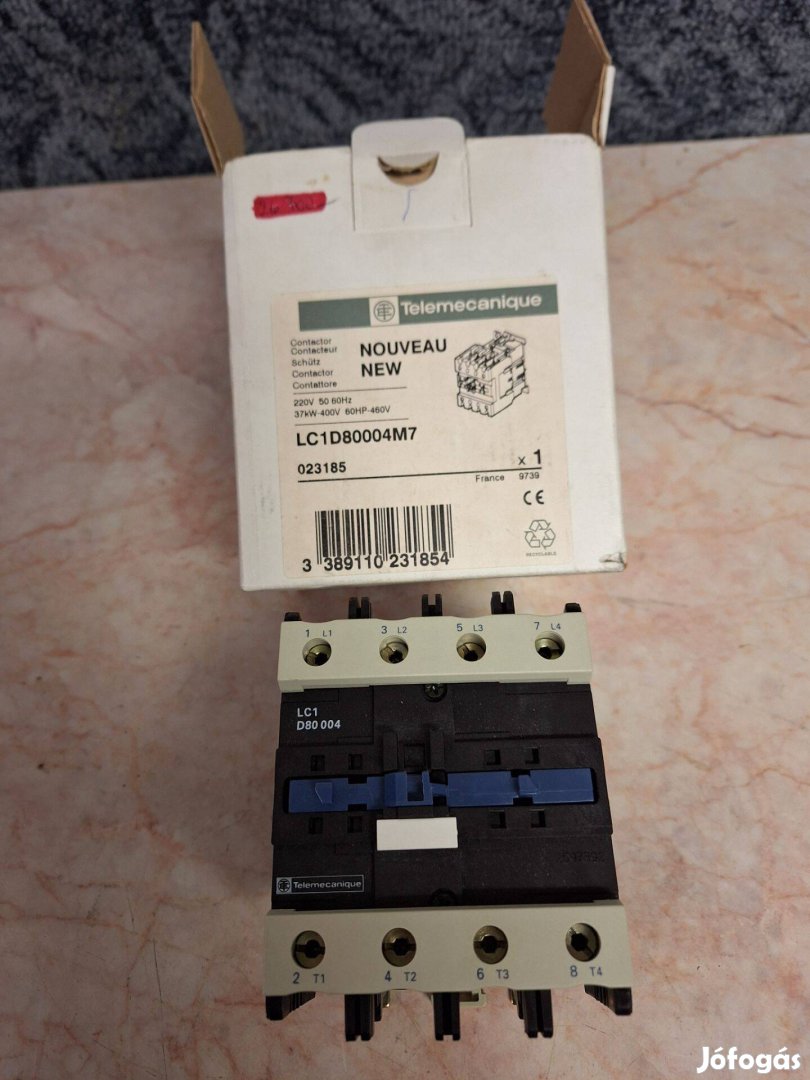 Telemecanique
Contactor
Contacteur
Schütz
Contactor
Contattore
NOUVEAU
NEW
220V 50 60Hz
37kW-400V 60HP-460V
LC1D80004M7
023185
x 1
France 9739
CE
3 389110 231854
RECYCLABLE
1 L1 3 L2 5 L3 7 L4
LC1
D80 004
Telemecanique
2 T1 4 T2 6 T3 8 T4
Jófogás